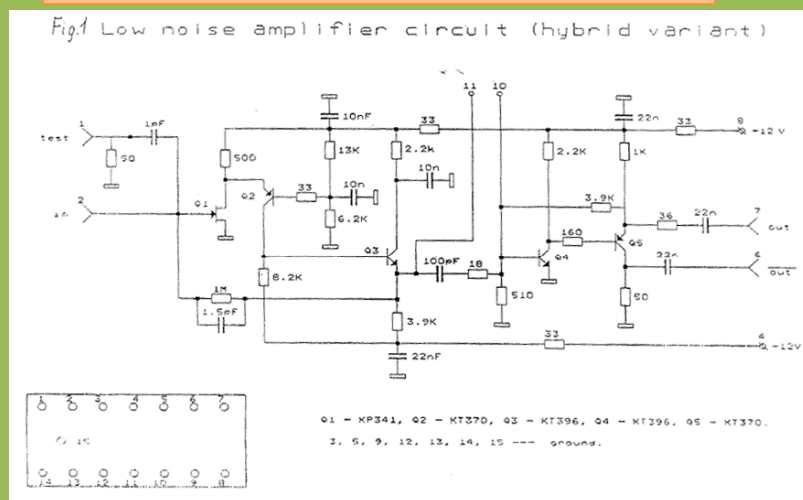 Fig.1 Low noise amplifier circuit (hybrid variant)
11 10
10nF 22n
1 1pF 33 33 8
test +12V
50 500 13K 2.2k 2.2K 1K
10n
2 Q1 Q2 33 10n 3.9K
in 36 22n 7
6.2K out
160 Q5
Q3 Q4
100pF 18 22n 6
out
8.2K
1M 510 50
1.5pF
3.9K
33 4
-12V
22nF
1 2 3 4 5 6 7
15
14 13 12 11 10 9 8
Q1 - KP341, Q2 - KT370, Q3 - KT396, Q4 - KT396, Q5 - KT370.
3, 5, 9, 12, 13, 14, 15 --- ground.